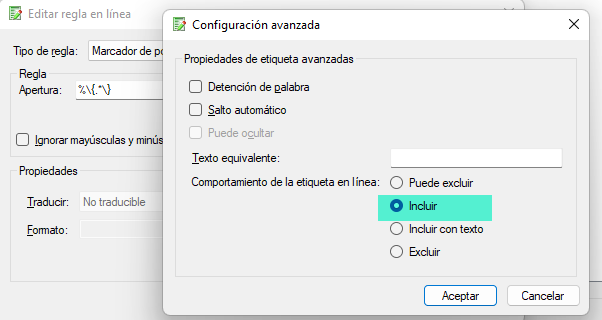 Editar regla en línea
Tipo de regla:
Marcador de po
Regla
Apertura:
%\{.*\}
Ignorar mayúsculas y minús
Propiedades
Traducir:
No traducible
Formato:
Configuración avanzada
Propiedades de etiqueta avanzadas
Detención de palabra
Salto automático
Puede ocultar
Texto equivalente:
Comportamiento de la etiqueta en línea:
Puede excluir
Incluir
Incluir con texto
Excluir
Aceptar
Cancelar